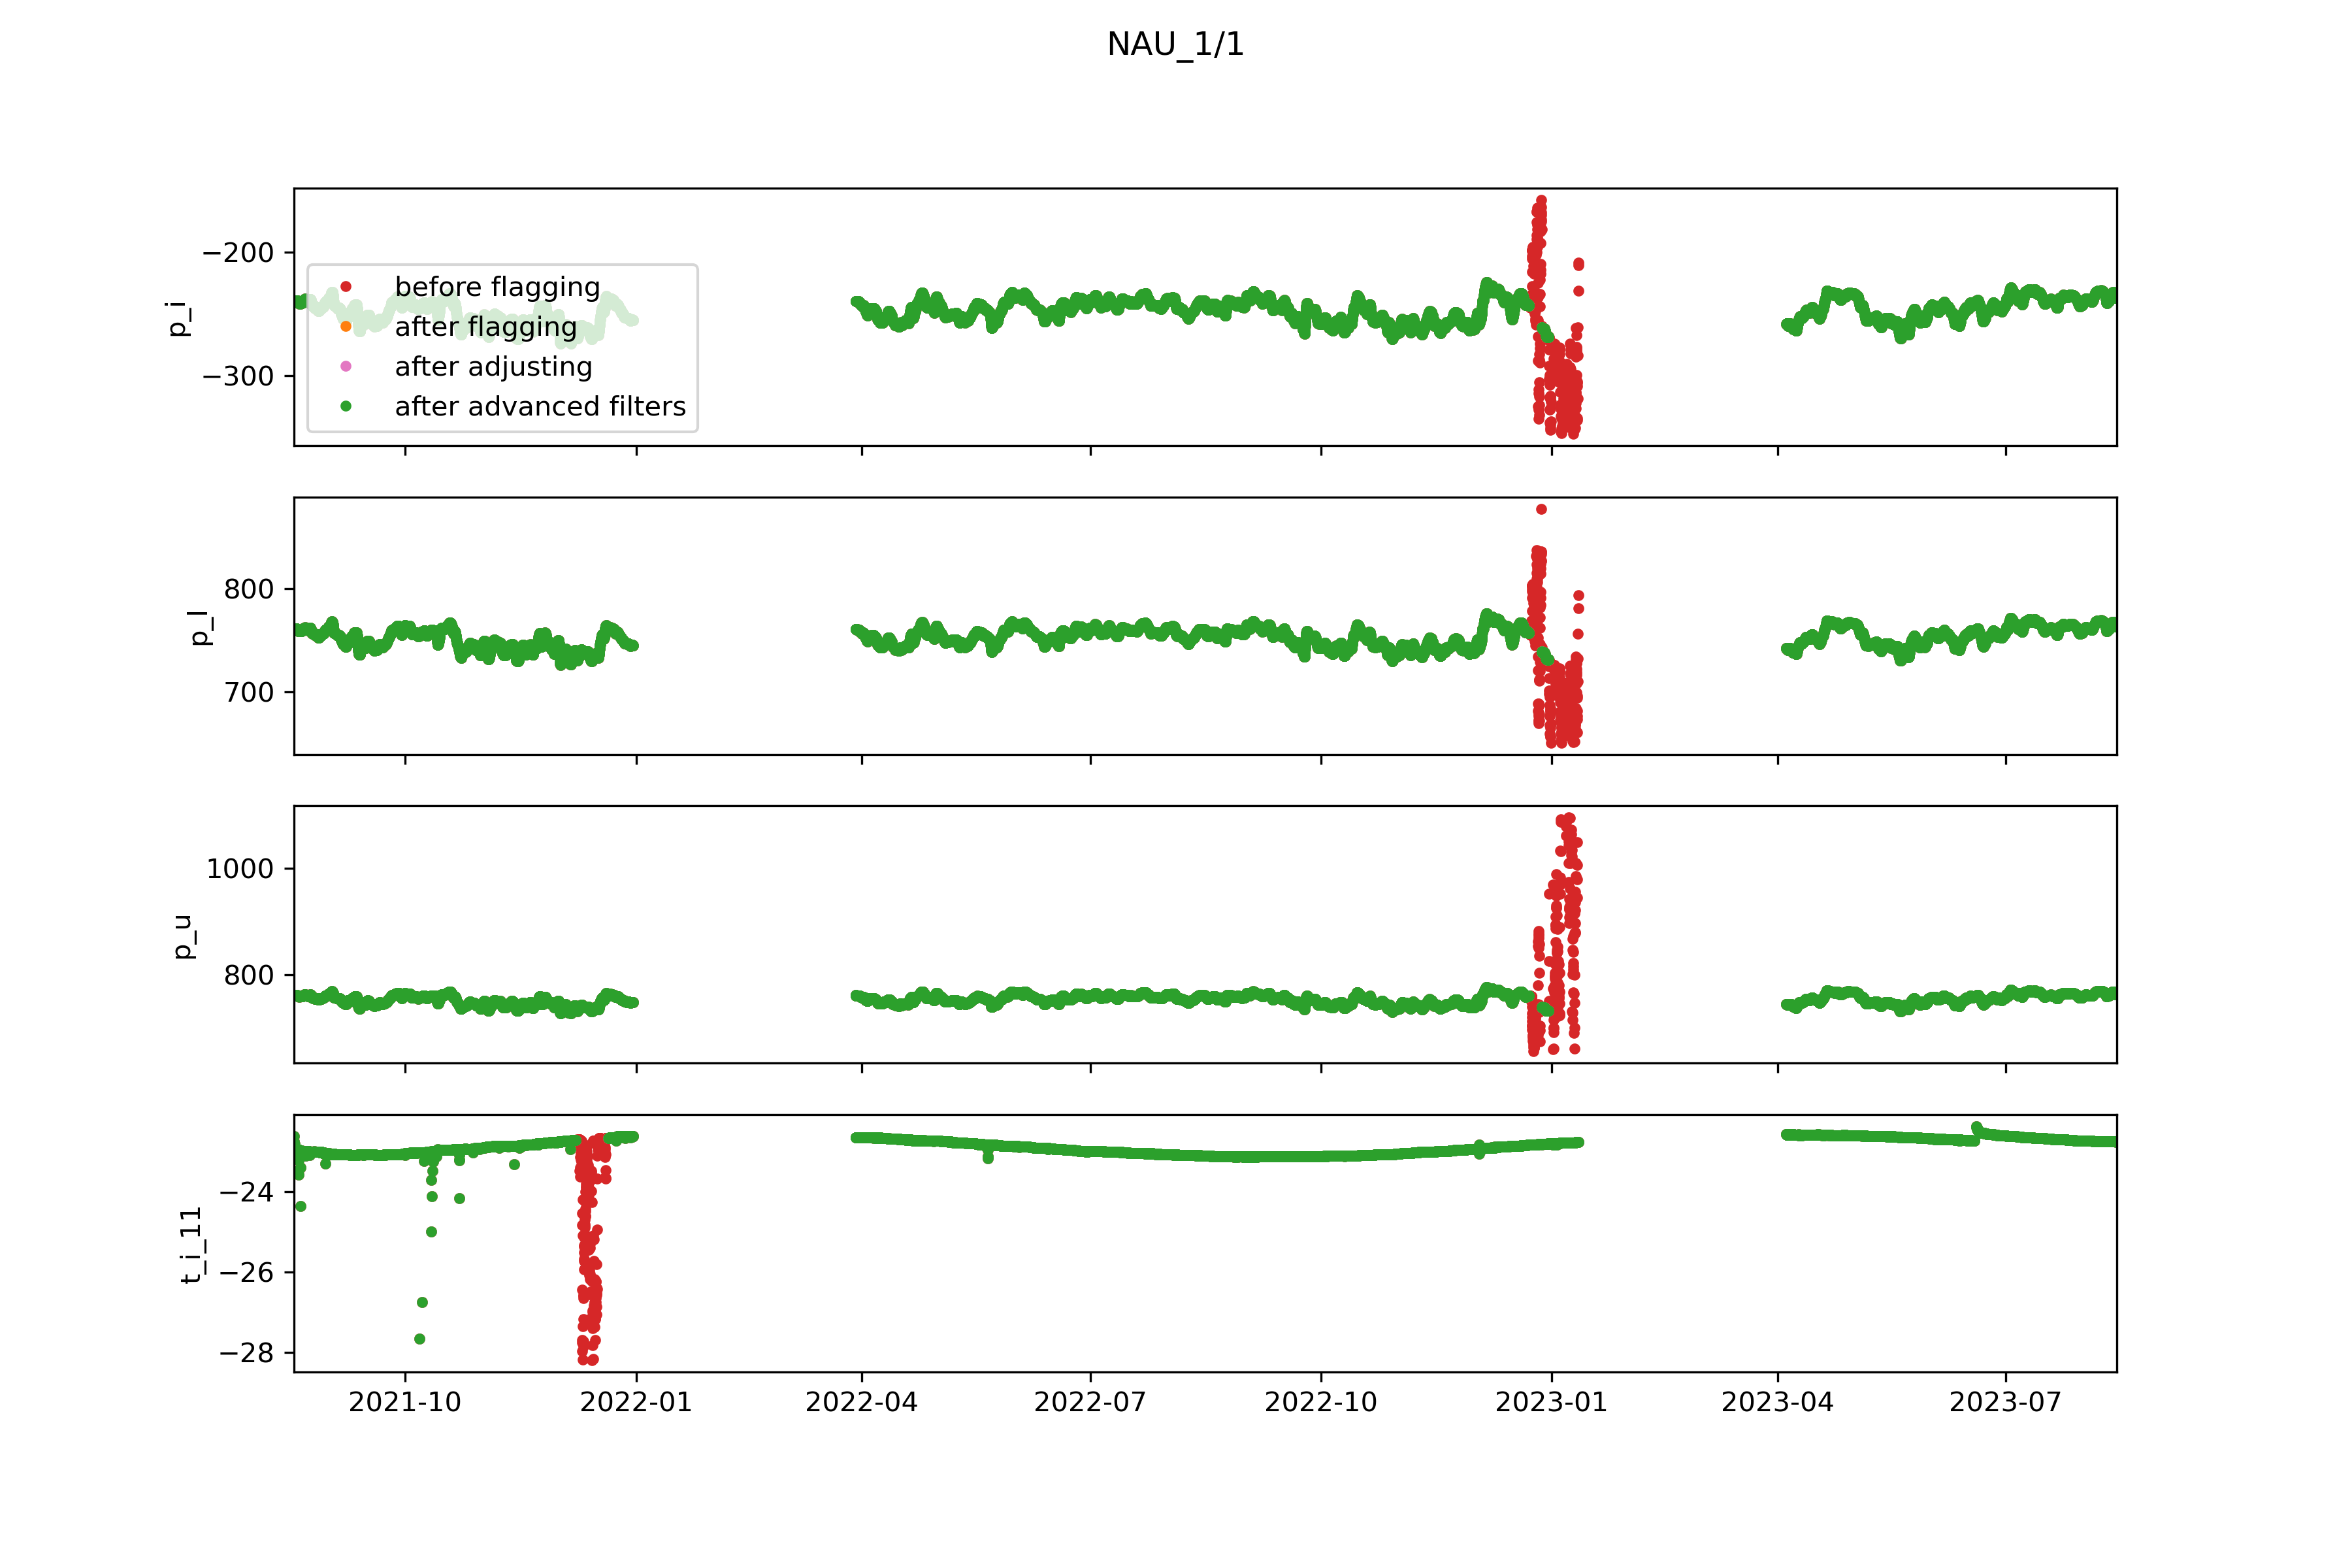 NAU_1/1
p_i
−200
−300
before flagging
after flagging
after adjusting
after advanced filters
p_l
800
700
p_u
1000
800
t_i_11
−24
−26
−28
2021-10
2022-01
2022-04
2022-07
2022-10
2023-01
2023-04
2023-07